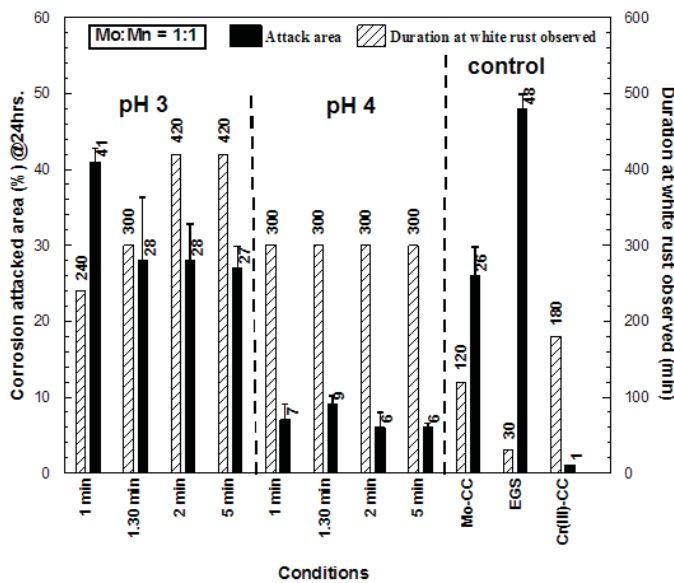 Mo:Mn = 1:1
Attack area
Duration at white rust observed
pH 3
pH 4
control
Corrosion attacked area (%) @24hrs.
60
50
40
30
20
10
0
Duration at white rust observed (min)
600
500
400
300
200
100
0
240
41
300
28
420
28
420
27
300
7
300
9
300
6
300
6
120
26
30
48
180
1
1 min
1.30 min
2 min
5 min
1 min
1.30 min
2 min
5 min
Mo-CC
EGS
Cr(III)-CC
Conditions